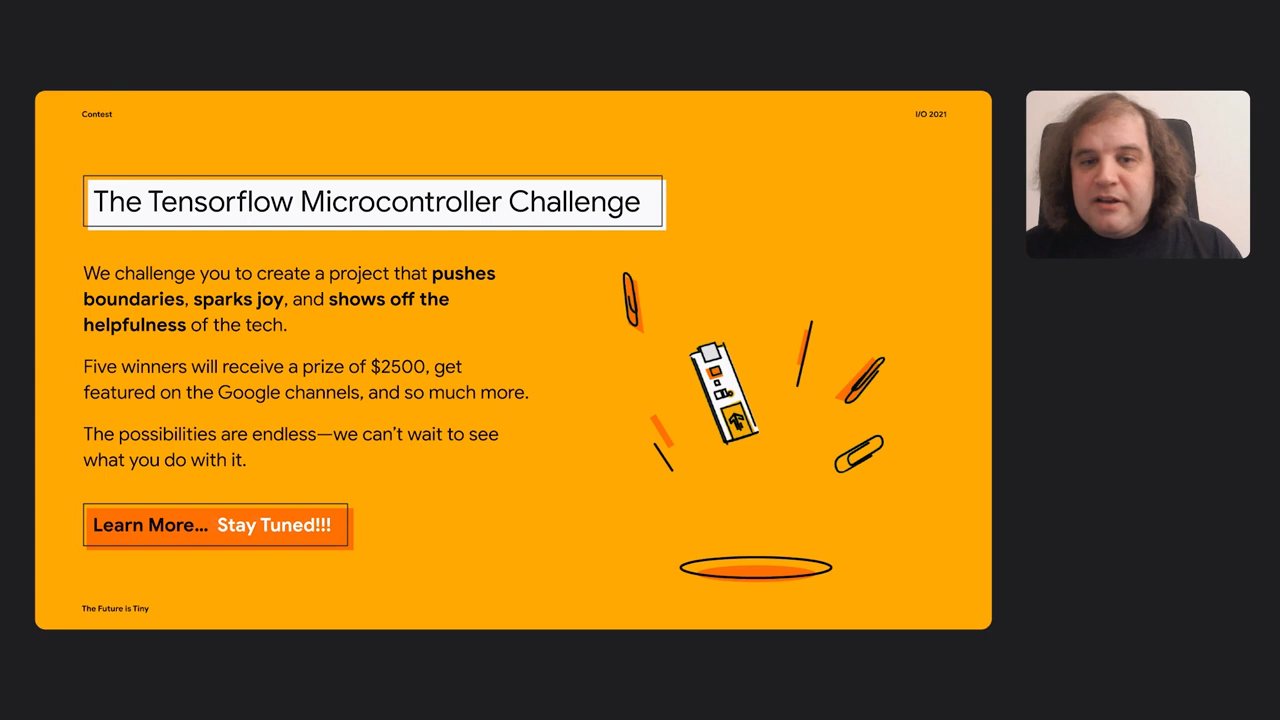 Contest
I/O 2021
The Tensorflow Microcontroller Challenge
We challenge you to create a project that pushes
boundaries, sparks joy, and shows off the
helpfulness of the tech.
Five winners will receive a prize of $2500, get
featured on the Google channels, and so much more.
The possibilities are endless—we can’t wait to see
what you do with it.
Learn More... Stay Tuned!!!
The Future is Tiny